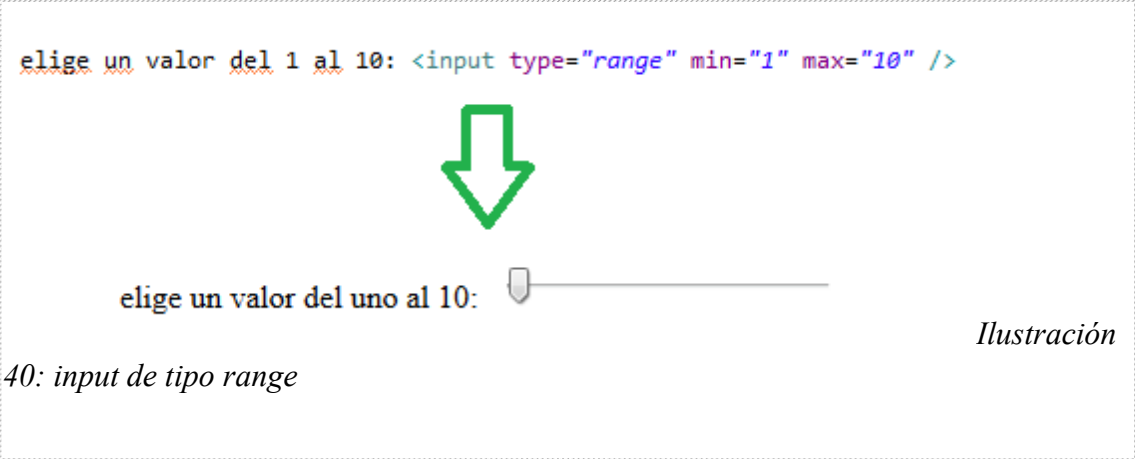 elige un valor del 1 al 10: <input type="range" min="1" max="10" />
elige un valor del uno al 10:
Ilustración
40: input de tipo range